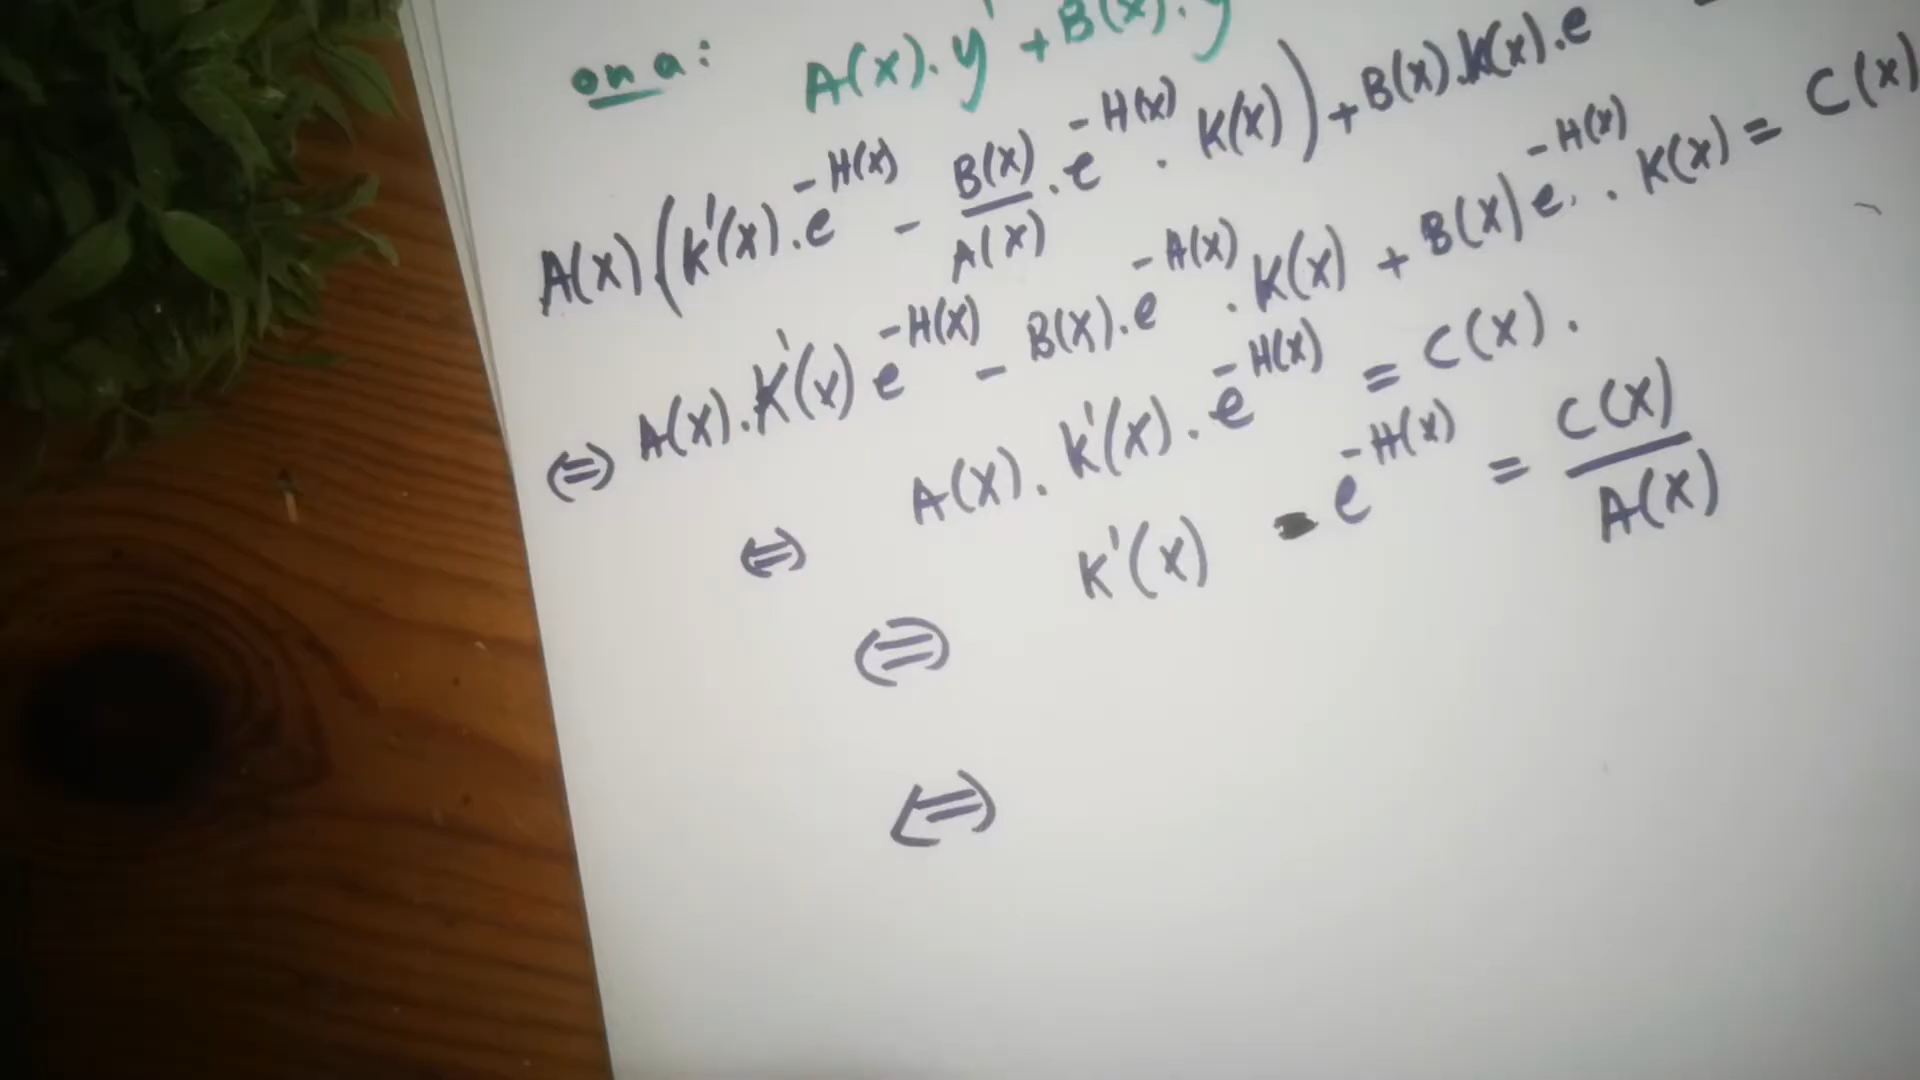 on a: A(x). y' + B(x). y
A(x)(K'(x).e^-H(x) - B(x)/A(x) .e^-H(x) . K(x)) + B(x).K(x).e
⇔ A(x).K'(x) e^-H(x) - B(x).e^-A(x) . K(x) + B(x) e^-H(x) . K(x) = C(x)
⇔ A(x). K'(x). e^-H(x) = C(x).
⇔ K'(x) . e^-H(x) = C(x)/A(x)
⇔